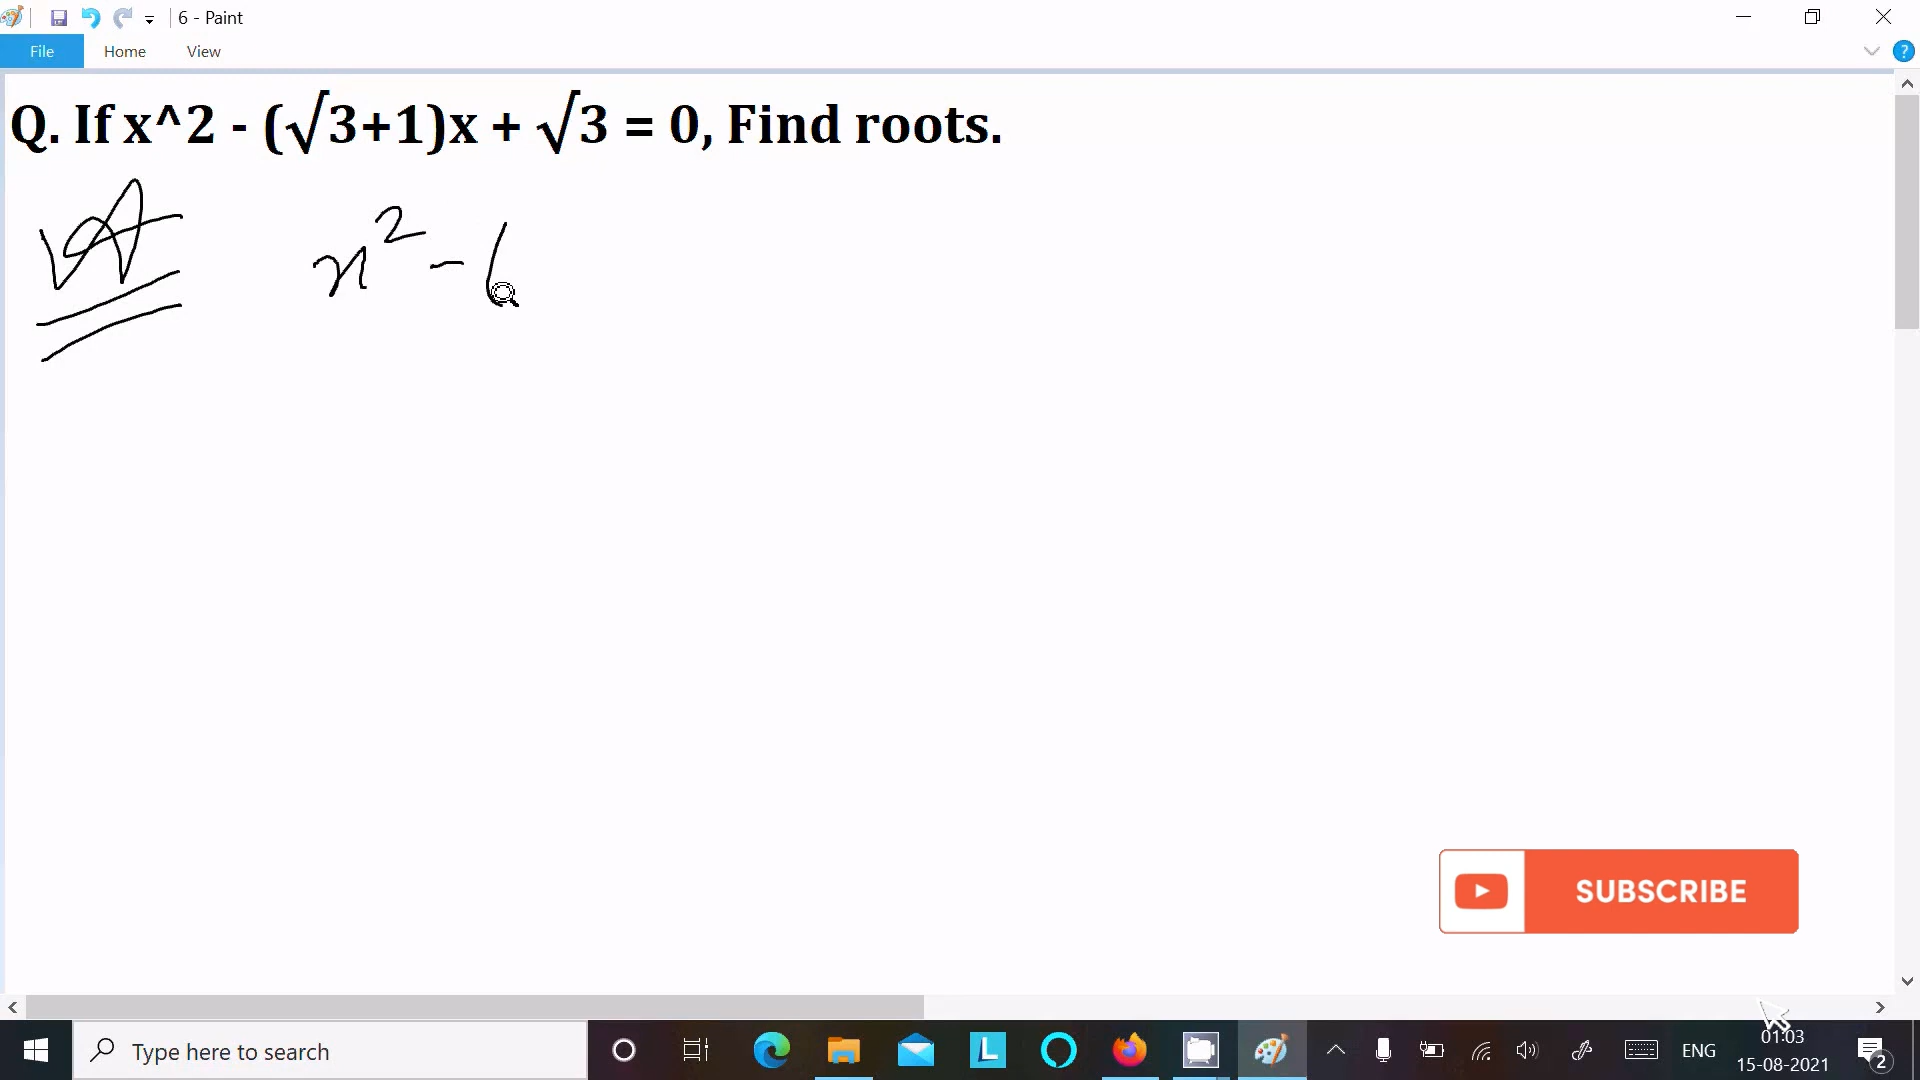 6 - Paint
File Home View
Q. If x^2 - (√3+1)x + √3 = 0, Find roots.
x² - (
SUBSCRIBE
Type here to search
L
ENG
01:03
15-08-2021
2